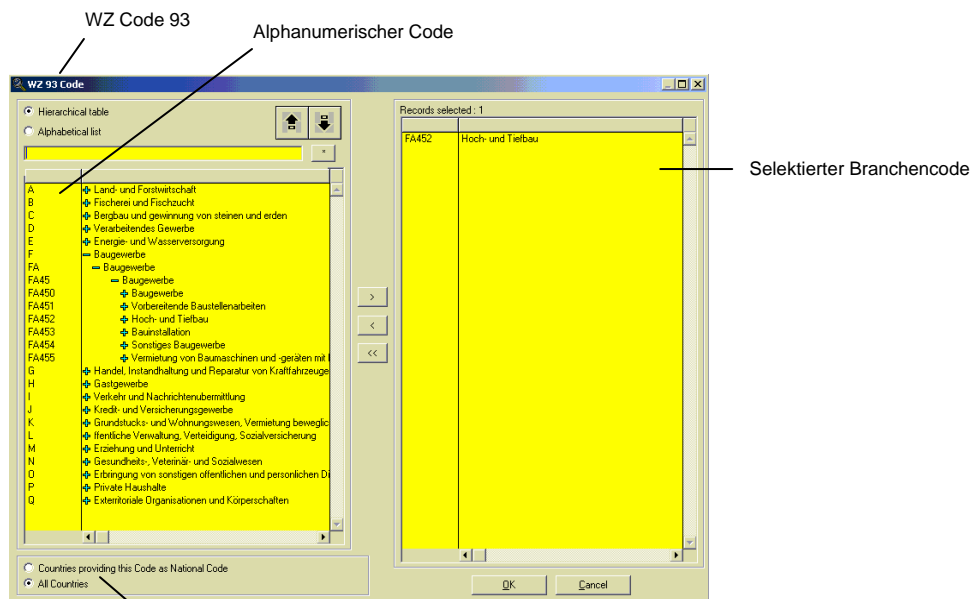 WZ Code 93
Alphanumerischer Code
WZ 93 Code
Hierarchical table
Alphabetical list
*
Records selected : 1
FA452 Hoch- und Tiefbau
Selektierter Branchencode
A Land- und Forstwirtschaft
B Fischerei und Fischzucht
C Bergbau und gewinnung von steinen und erden
D Verarbeitendes Gewerbe
E Energie- und Wasserversorgung
F Baugewerbe
FA Baugewerbe
FA45 Baugewerbe
FA450 Baugewerbe
FA451 Vorbereitende Baustellenarbeiten
FA452 Hoch- und Tiefbau
FA453 Bauinstallation
FA454 Sonstiges Baugewerbe
FA455 Vermietung von Baumaschinen und -geräten mit
G Handel, Instandhaltung und Reparatur von Kraftfahrzeuge
H Gastgewerbe
I Verkehr und Nachrichtenubermittlung
J Kredit- und Versicherungsgewerbe
K Grundstucks- und Wohnungswesen, Vermietung beweglic
L ffentliche Verwaltung, Verteidigung, Sozialversicherung
M Erziehung und Unterricht
N Gesundheits-, Veterinär- und Sozialwesen
O Erbringung von sonstigen offentlichen und personlichen Di
P Private Haushalte
Q Exterritoriale Organisationen und Körperschaften
>
<
<<
Countries providing this Code as National Code
All Countries
OK
Cancel